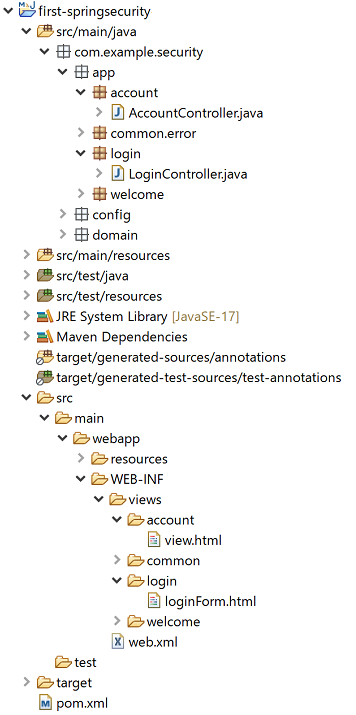 first-springsecurity
src/main/java
com.example.security
app
account
AccountController.java
common.error
login
LoginController.java
welcome
config
domain
src/main/resources
src/test/java
src/test/resources
JRE System Library [JavaSE-17]
Maven Dependencies
target/generated-sources/annotations
target/generated-test-sources/test-annotations
src
main
webapp
resources
WEB-INF
views
account
view.html
common
login
loginForm.html
welcome
web.xml
test
target
pom.xml